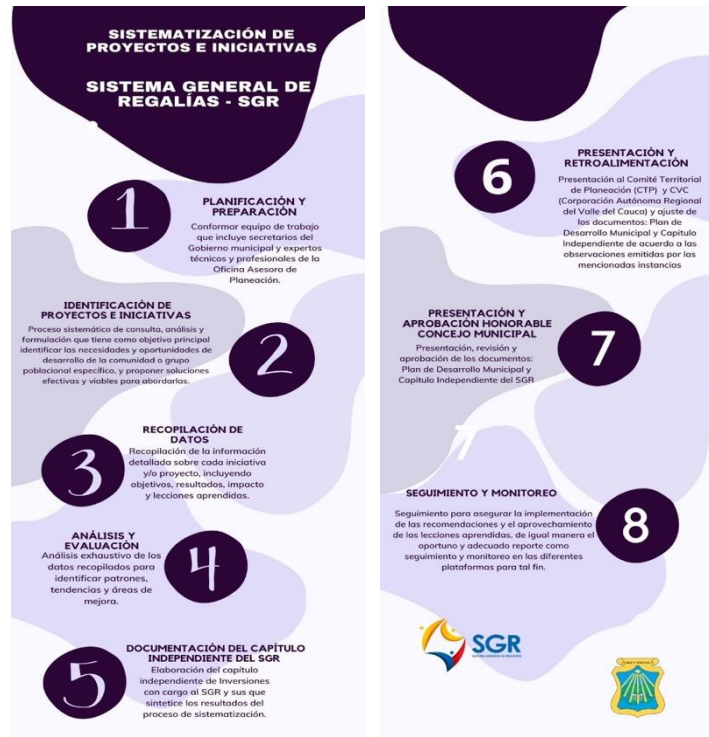 SISTEMATIZACIÓN DE
PROYECTOS E INICIATIVAS
SISTEMA GENERAL DE
REGALÍAS - SGR
1
PLANIFICACIÓN Y
PREPARACIÓN
Conformar equipo de trabajo
que incluye secretarios del
Gobierno municipal y expertos
técnicos y profesionales de la
Oficina Asesora de
Planeación.
IDENTIFICACIÓN DE
PROYECTOS E INICIATIVAS
Proceso sistemático de consulta, análisis y
formulación que tiene como objetivo principal
identificar las necesidades y oportunidades de
desarrollo de la comunidad o grupo
poblacional específico, y proponer soluciones
efectivas y viables para abordarlas.
2
3
RECOPILACIÓN DE
DATOS
Recopilación de la información
detallada sobre cada iniciativa
y/o proyecto, incluyendo
objetivos, resultados, impacto
y lecciones aprendidas.
ANÁLISIS Y
EVALUACIÓN
Análisis exhaustivo de los
datos recopilados para
identificar patrones,
tendencias y áreas de
mejora.
4
5
DOCUMENTACIÓN DEL CAPÍTULO
INDEPENDIENTE DEL SGR
Elaboración del capítulo
independiente de Inversiones
con cargo al SGR y sus que
sintetice los resultados del
proceso de sistematización.
6
PRESENTACIÓN Y
RETROALIMENTACIÓN
Presentación al Comité Territorial
de Planeación (CTP) y CVC
(Corporación Autónoma Regional
del Valle del Cauca) y ajuste de
los documentos: Plan de
Desarrollo Municipal y Capitulo
Independiente de acuerdo a las
observaciones emitidas por las
mencionadas instancias
PRESENTACIÓN Y
APROBACIÓN HONORABLE
CONCEJO MUNICIPAL
Presentación, revisión y
aprobación de los documentos:
Plan de Desarrollo Municipal y
Capitulo Independiente del SGR
7
7
SEGUIMIENTO Y MONITOREO
Seguimiento para asegurar la implementación
de las recomendaciones y el aprovechamiento
de las lecciones aprendidas, de igual manera el
oportuno y adecuado reporte como
seguimiento y monitoreo en las diferentes
plataformas para tal fin.
8
SGR